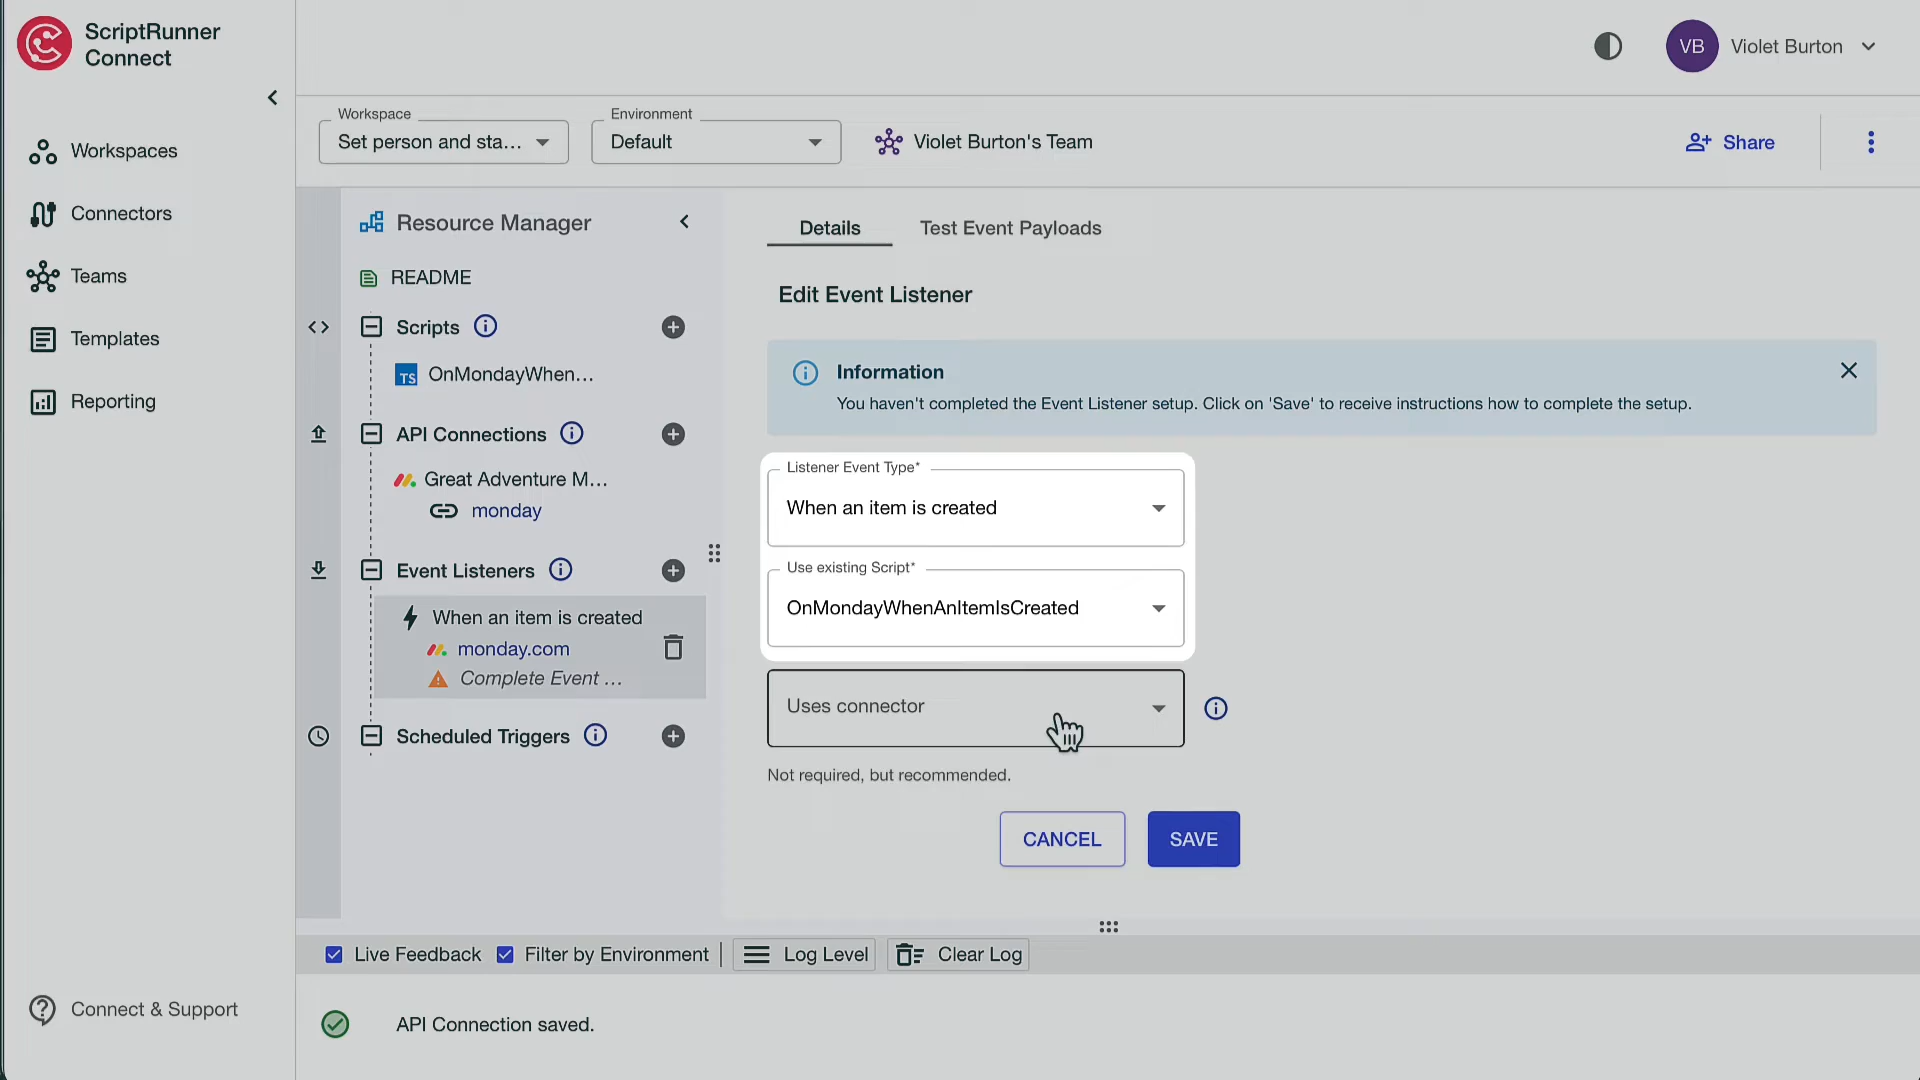 ScriptRunner
Connect
VB
Violet Burton
Workspaces
Connectors
Teams
Templates
Reporting
Connect & Support
Workspace
Set person and sta...
Environment
Default
Violet Burton's Team
Share
Resource Manager
README
Scripts
TS
OnMondayWhen...
API Connections
Great Adventure M...
monday
Event Listeners
When an item is created
monday.com
Complete Event ...
Scheduled Triggers
Details
Test Event Payloads
Edit Event Listener
Information
You haven't completed the Event Listener setup. Click on 'Save' to receive instructions how to complete the setup.
Listener Event Type*
When an item is created
Use existing Script*
OnMondayWhenAnItemIsCreated
Uses connector
Not required, but recommended.
CANCEL
SAVE
Live Feedback
Filter by Environment
Log Level
Clear Log
API Connection saved.